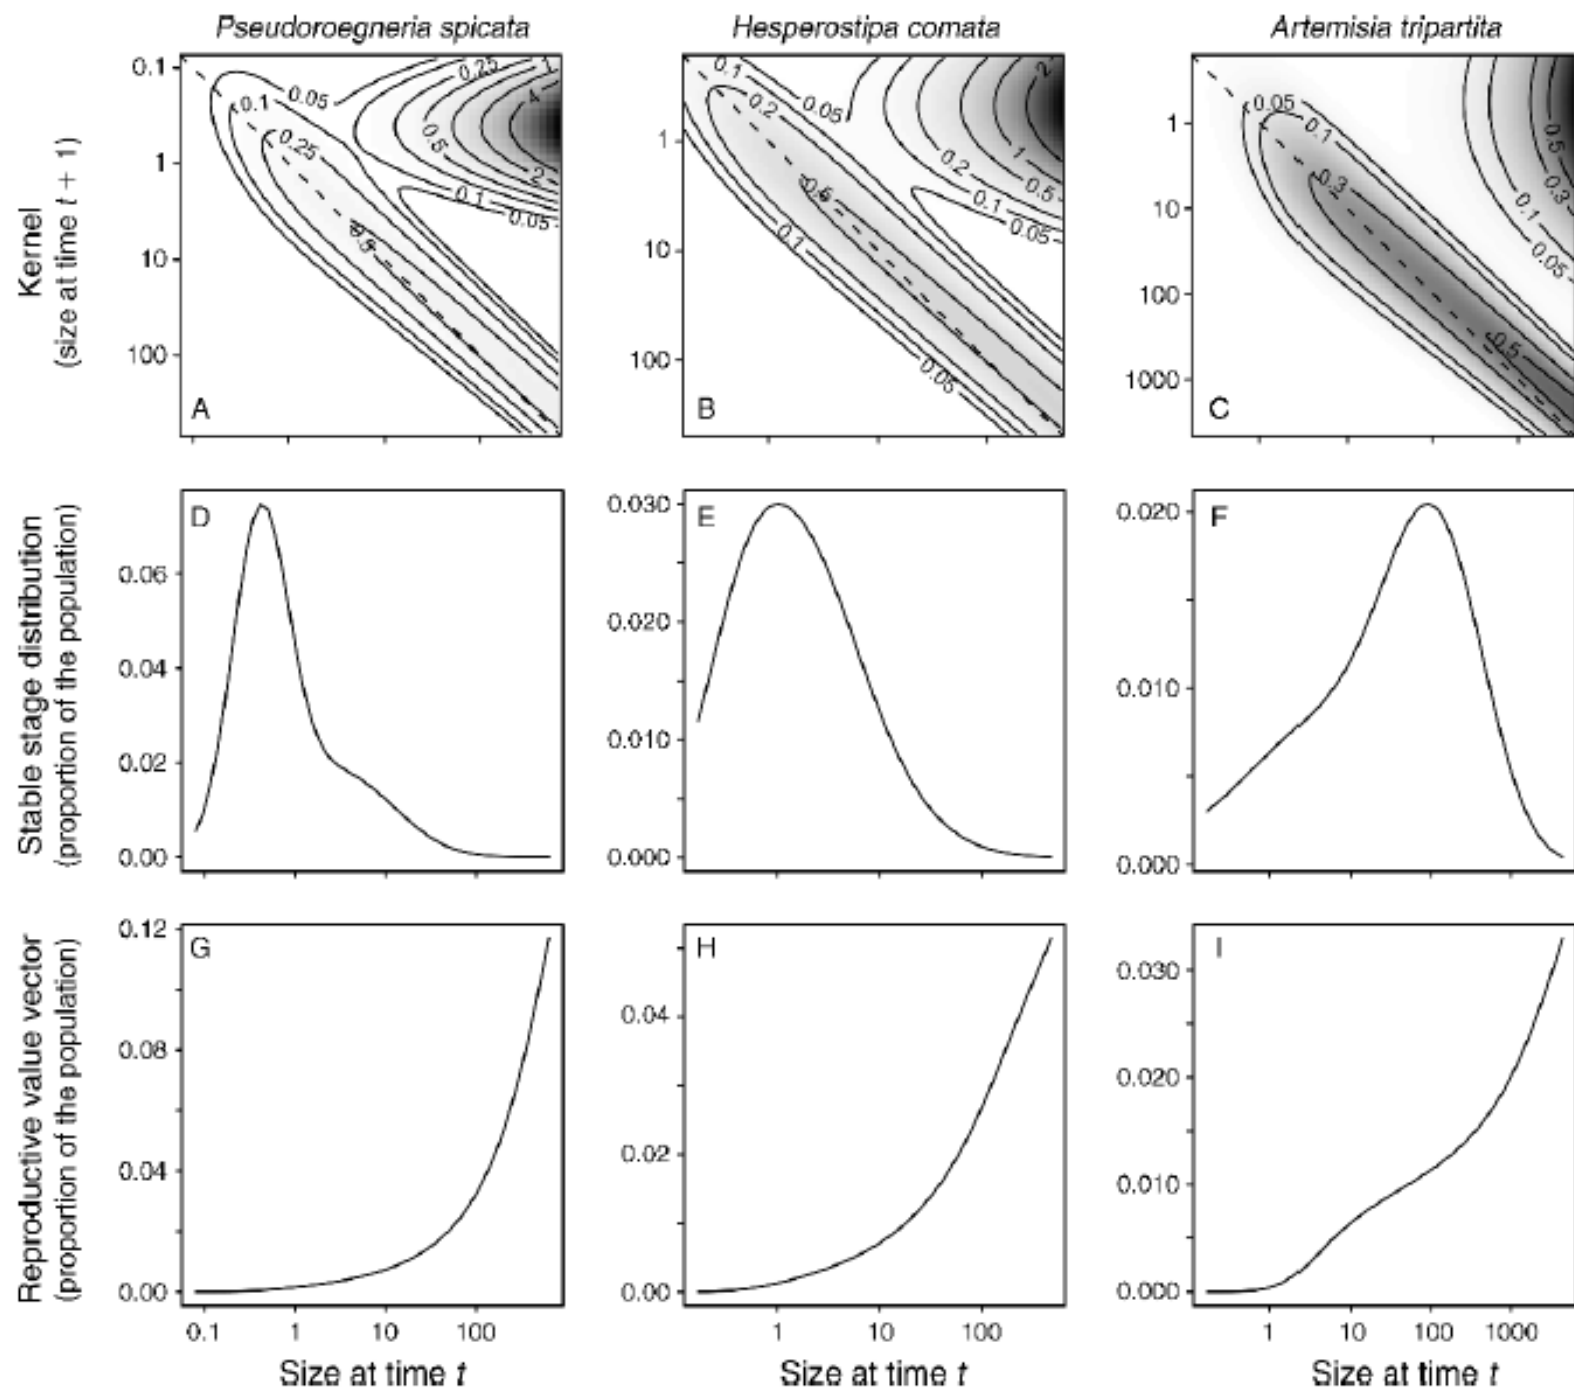 Pseudoroegneria spicata
Hesperostipa comata
Artemisia tripartita
Kernel
(size at time t + 1)
0.1
1
10
100
0.05
0.1
0.25
0.5
0.25
0.5
1
2
4
0.1
0.05
A
1
10
100
0.1
0.2
0.05
0.5
0.1
0.05
2
0.2
1
0.5
0.1
0.05
B
1
10
100
1000
0.05
0.1
0.3
0.5
0.5
0.3
0.1
0.05
C
Stable stage distribution
(proportion of the population)
D
0.06
0.04
0.02
0.00
E
0.030
0.020
0.010
0.000
F
0.020
0.010
0.000
Reproductive value vector
(proportion of the population)
G
0.12
0.08
0.04
0.00
H
0.04
0.02
0.00
I
0.030
0.020
0.010
0.000
0.1 1 10 100
1 10 100
1 10 100 1000
Size at time t
Size at time t
Size at time t